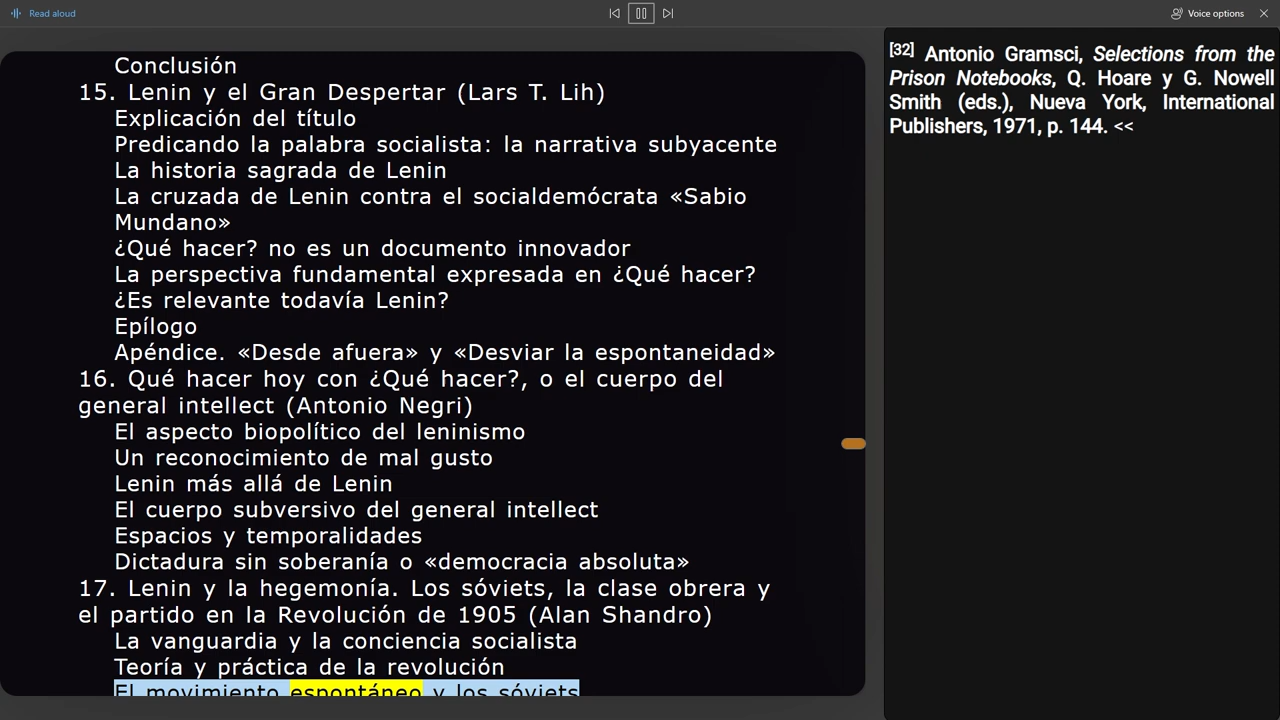 Read aloud
Voice options
Conclusión
15. Lenin y el Gran Despertar (Lars T. Lih)
Explicación del título
Predicando la palabra socialista: la narrativa subyacente
La historia sagrada de Lenin
La cruzada de Lenin contra el socialdemócrata «Sabio
Mundano»
¿Qué hacer? no es un documento innovador
La perspectiva fundamental expresada en ¿Qué hacer?
¿Es relevante todavía Lenin?
Epílogo
Apéndice. «Desde afuera» y «Desviar la espontaneidad»
16. Qué hacer hoy con ¿Qué hacer?, o el cuerpo del
general intellect (Antonio Negri)
El aspecto biopolítico del leninismo
Un reconocimiento de mal gusto
Lenin más allá de Lenin
El cuerpo subversivo del general intellect
Espacios y temporalidades
Dictadura sin soberanía o «democracia absoluta»
17. Lenin y la hegemonía. Los sóviets, la clase obrera y
el partido en la Revolución de 1905 (Alan Shandro)
La vanguardia y la conciencia socialista
Teoría y práctica de la revolución
El movimiento espontáneo y los sóviets
[32] Antonio Gramsci, Selections from the
Prison Notebooks, Q. Hoare y G. Nowell
Smith (eds.), Nueva York, International
Publishers, 1971, p. 144. <<